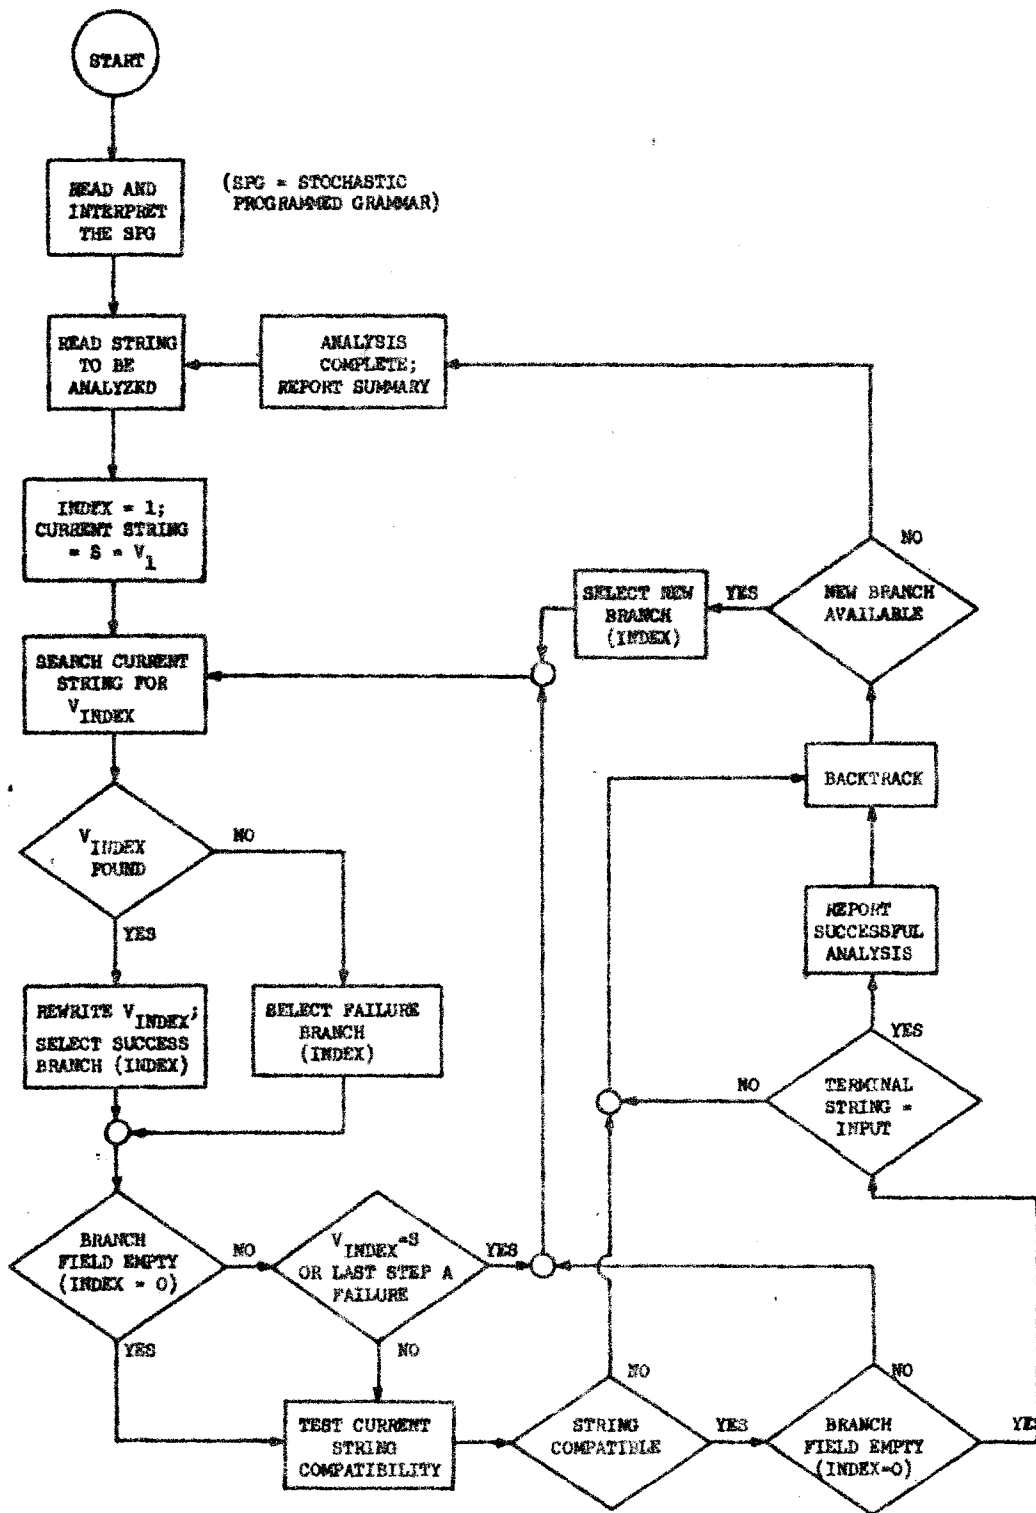 START
READ AND
INTERPRET
THE SPG
(SPG = STOCHASTIC
PROGRAMMED GRAMMAR)
READ STRING
TO BE
ANALYZED
ANALYSIS
COMPLETE;
REPORT SUMMARY
INDEX = 1;
CURRENT STRING
= S = V1
SEARCH CURRENT
STRING FOR
VINDEX
SELECT NEW
BRANCH
(INDEX)
YES
NEW BRANCH
AVAILABLE
NO
BACKTRACK
VINDEX
FOUND
NO
YES
REPORT
SUCCESSFUL
ANALYSIS
REWRITE VINDEX;
SELECT SUCCESS
BRANCH (INDEX)
SELECT FAILURE
BRANCH
(INDEX)
YES
NO
TERMINAL
STRING =
INPUT
BRANCH
FIELD EMPTY
(INDEX = 0)
NO
VINDEX=S
OR LAST STEP A
FAILURE
YES
YES
NO
TEST CURRENT
STRING
COMPATIBILITY
NO
STRING
COMPATIBLE
YES
NO
BRANCH
FIELD EMPTY
(INDEX=0)
YES